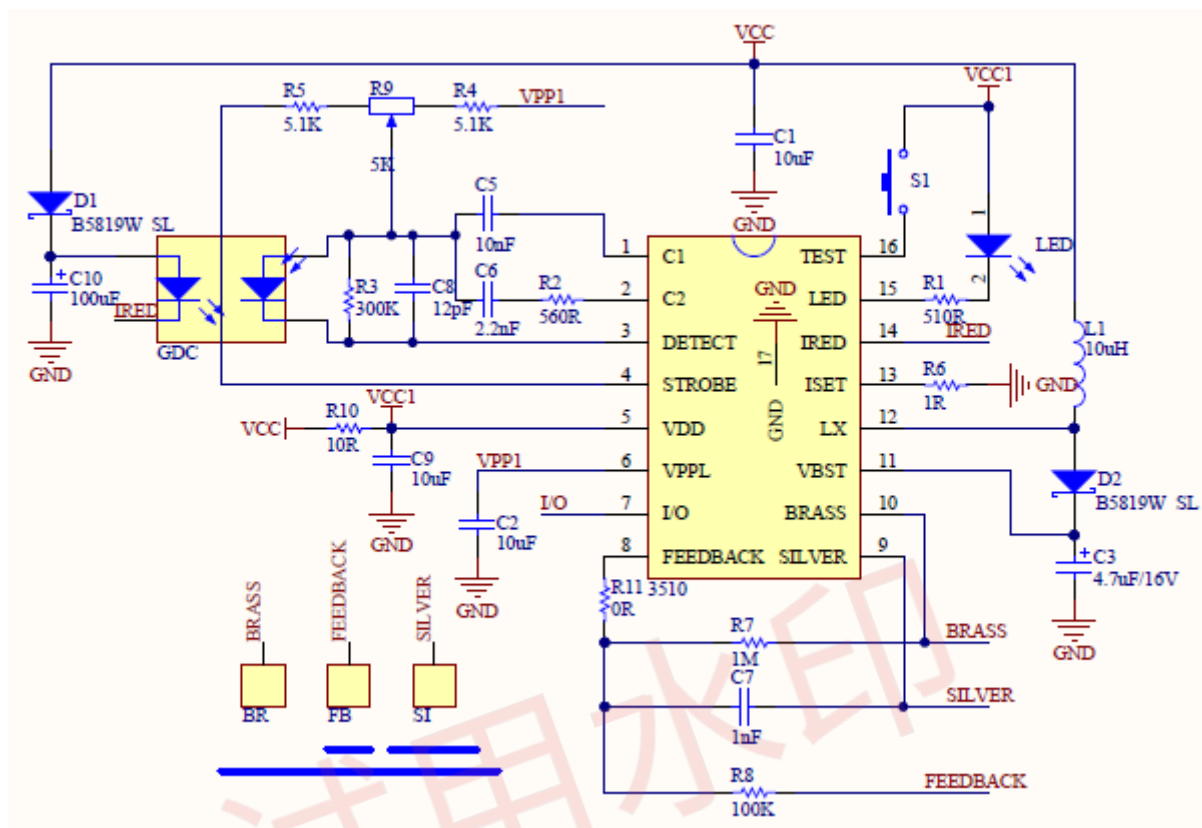 VCC
VCC1
R5
5.1K
R9
5K
R4
5.1K
VPP1
C1
10uF
GND
S1
D1
B5819W SL
C5
10nF
C6
2.2nF
R2
560R
R3
300K
C8
12pF
C10
100uF
IRED
GDC
GND
1 C1
2 C2
3 DETECT
4 STROBE
5 VDD
6 VPPL
7 I/O
8 FEEDBACK
TEST 16
LED 15
IRED 14
ISET 13
LX 12
VBST 11
BRASS 10
SILVER 9
GND
17
GND
3510
1
LED
2
R1
510R
IRED
R6
1R
GND
L1
10uH
D2
B5819W SL
C3
4.7uF/16V
GND
VCC
R10
10R
VCC1
C9
10uF
GND
VPP1
C2
10uF
GND
I/O
R11
0R
R7
1M
BRASS
C7
1nF
SILVER
R8
100K
FEEDBACK
BRASS
FEEDBACK
SILVER
BR
FB
SI
试用水印